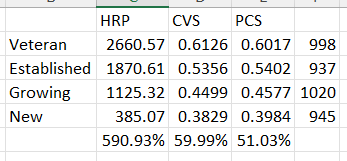 HRP CVS PCS
Veteran 2660.57 0.6126 0.6017 998
Established 1870.61 0.5356 0.5402 937
Growing 1125.32 0.4499 0.4577 1020
New 385.07 0.3829 0.3984 945
590.93% 59.99% 51.03%